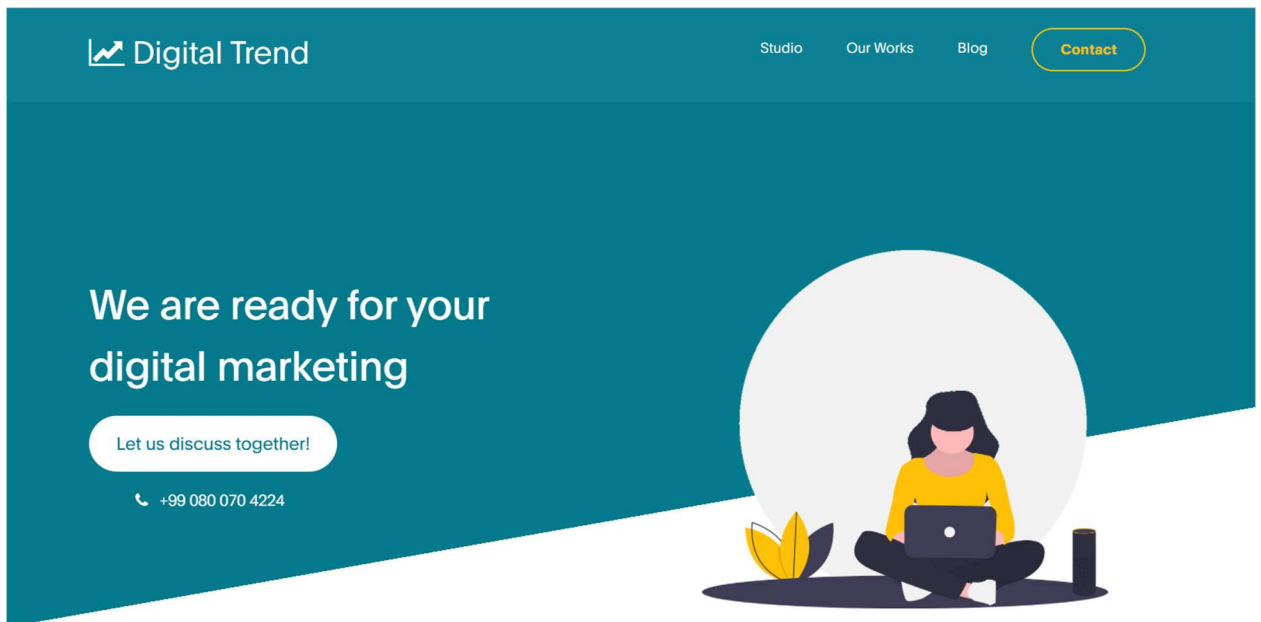 Digital Trend
Studio Our Works Blog Contact
We are ready for your
digital marketing
Let us discuss together!
+99 080 070 4224